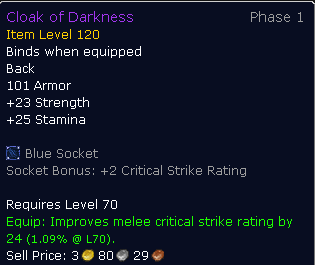 Cloak of Darkness Phase 1
Item Level 120
Binds when equipped
Back
101 Armor
+23 Strength
+25 Stamina
Blue Socket
Socket Bonus: +2 Critical Strike Rating
Requires Level 70
Equip: Improves melee critical strike rating by
24 (1.09% @ L70).
Sell Price: 3 80 29